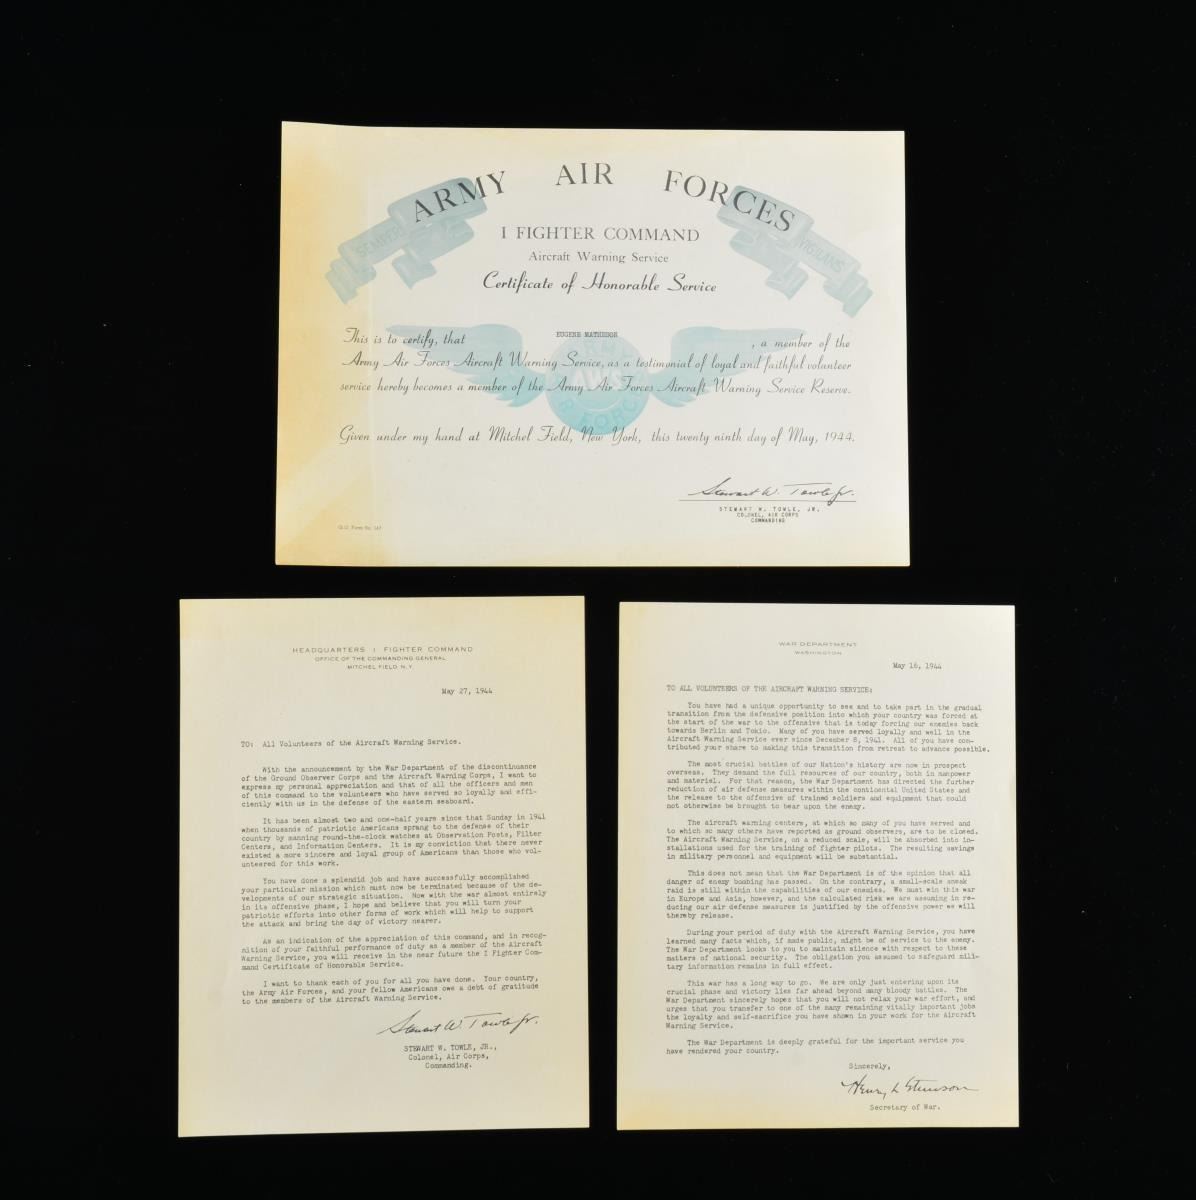 ARMY AIR FORCES
SEMPER
VIGILANS
I FIGHTER COMMAND
Aircraft Warning Service
Certificate of Honorable Service
This is to certify, that EUGENE MATHEDGE , a member of the
Army Air Forces Aircraft Warning Service, as a testimonial of loyal and faithful volunteer
service hereby becomes a member of the Army Air Forces Aircraft Warning Service Reserve.
Given under my hand at Mitchel Field, New York, this twenty ninth day of May, 1944.
ARMY
AWS
AIR FORCES
Stewart W. Towle Jr.
STEWART W. TOWLE, JR.
COLONEL, AIR CORPS
COMMANDING
Form No.
HEADQUARTERS I FIGHTER COMMAND
OFFICE OF THE COMMANDING GENERAL
MITCHEL FIELD, N.Y.
May 27, 1944
TO: All Volunteers of the Aircraft Warning Service.
With the announcement by the War Department of the discontinuance
of the Ground Observer Corps and the Aircraft Warning Corps, I want to
express my personal appreciation and that of all the officers and men
of this command to the volunteers who have served so loyally and effi-
ciently with us in the defense of the eastern seaboard.
It has been almost two and one-half years since that Sunday in 1941
when thousands of patriotic Americans sprang to the defense of their
country by manning round-the-clock watches at Observation Posts, Filter
Centers, and Information Centers. It is my conviction that there never
existed a more sincere and loyal group of Americans than those who vol-
unteered for this work.
You have done a splendid job and have successfully accomplished
your particular mission which must now be terminated because of the de-
velopments of our strategic situation. Now with the war almost entirely
in its offensive phase, I hope and believe that you will turn your
patriotic efforts into other forms of work which will help to support
the attack and bring the day of victory nearer.
As an indication of the appreciation of this command, and in recog-
nition of your faithful performance of duty as a member of the Aircraft
Warning Service, you will receive in the near future the I Fighter Com-
mand Certificate of Honorable Service.
I want to thank each of you for all you have done. Your country,
the Army Air Forces, and your fellow Americans owe a debt of gratitude
to the members of the Aircraft Warning Service.
Stewart W. Towle Jr.
STEWART W. TOWLE, JR.,
Colonel, Air Corps,
Commanding.
WAR DEPARTMENT
WASHINGTON
May 16, 1944
TO ALL VOLUNTEERS OF THE AIRCRAFT WARNING SERVICE:
You have had a unique opportunity to see and to take part in the gradual
transition from the defensive position into which your country was forced at
the start of the war to the offensive that is today forcing our enemies back
towards Berlin and Tokio. Many of you have served loyally and well in the
Aircraft Warning Service ever since December 8, 1941. All of you have con-
tributed your share to making this transition from retreat to advance possible.
The most crucial battles of our Nation's history are now in prospect
overseas. They demand the full resources of our country, both in manpower
and materiel. For that reason, the War Department has directed the further
reduction of air defense measures within the continental United States and
the release to the offensive of trained soldiers and equipment that could
not otherwise be brought to bear upon the enemy.
The aircraft warning centers, at which so many of you have served and
to which so many others have reported as ground observers, are to be closed.
The Aircraft Warning Service, on a reduced scale, will be absorbed into in-
stallations used for the training of fighter pilots. The resulting savings
in military personnel and equipment will be substantial.
This does not mean that the War Department is of the opinion that all
danger of enemy bombing has passed. On the contrary, a small-scale sneak
raid is still within the capabilities of our enemies. We must win this war
in Europe and Asia, however, and the calculated risk we are assuming in re-
ducing our air defense measures is justified by the offensive power we will
thereby release.
During your period of duty with the Aircraft Warning Service, you have
learned many facts which, if made public, might be of service to the enemy.
The War Department looks to you to maintain silence with respect to these
matters of national security. The obligation you assumed to safeguard mili-
tary information remains in full effect.
This war has a long way to go. We are only just entering upon its
crucial phase and victory lies far ahead beyond many bloody battles. The
War Department sincerely hopes that you will not relax your war effort, and
urges that you transfer to one of the many remaining vitally important jobs
the loyalty and self-sacrifice you have shown in your work for the Aircraft
Warning Service.
The War Department is deeply grateful for the important service you
have rendered your country.
Sincerely,
Henry L Stimson
Secretary of War.